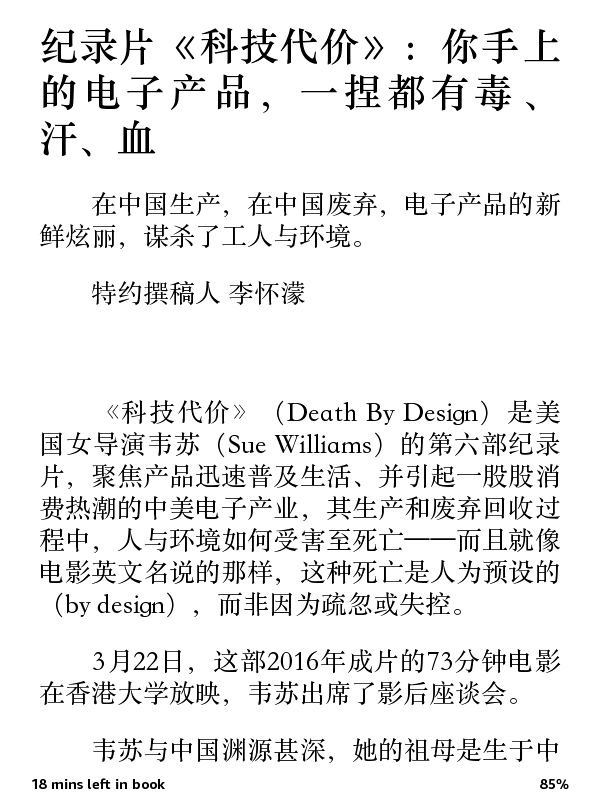 纪录片《科技代价》：你手上
的电子产品，一捏都有毒、
汗、血
在中国生产，在中国废弃，电子产品的新
鲜炫丽，谋杀了工人与环境。
特约撰稿人 李怀濛
《科技代价》（Death By Design）是美
国女导演韦苏（Sue Williams）的第六部纪录
片，聚焦产品迅速普及生活、并引起一股股消
费热潮的中美电子产业，其生产和废弃回收过
程中，人与环境如何受害至死亡——而且就像
电影英文名说的那样，这种死亡是人为预设的
（by design），而非因为疏忽或失控。
3月22日，这部2016年成片的73分钟电影
在香港大学放映，韦苏出席了影后座谈会。
韦苏与中国渊源甚深，她的祖母是生于中
18 mins left in book 85%